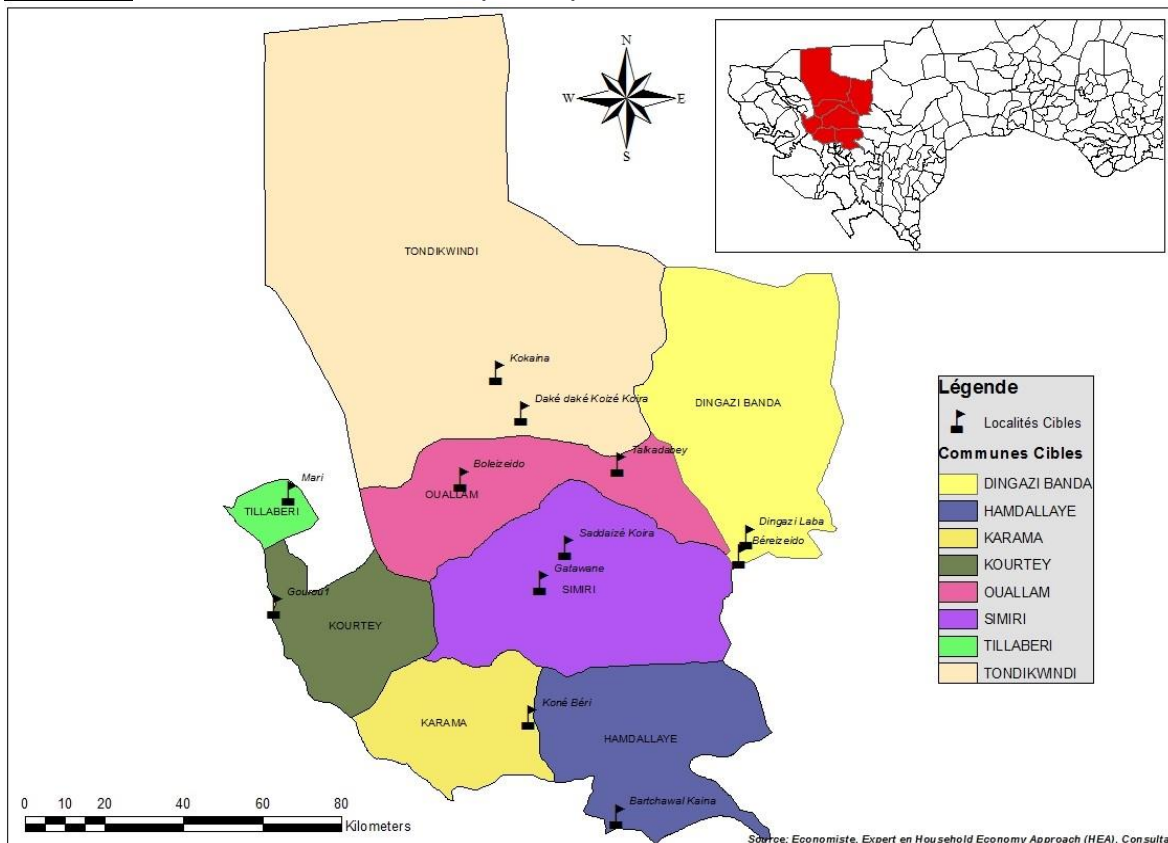 N
W E
S
TONDIKWINDI
Kokaina
DINGAZI BANDA
Daké daké Koizé Koira
Talkadabey
Boleizeido
OUALLAM
Mari
TILLABERI
Dingazi Laba
Béreizeido
Saddaizé Koira
Gatawane
SIMIRI
Gourou1
KOURTEY
Koné Béri
KARAMA
HAMDALLAYE
Bartchawal Kaina
Légende
Localités Cibles
Communes Cibles
DINGAZI BANDA
HAMDALLAYE
KARAMA
KOURTEY
OUALLAM
SIMIRI
TILLABERI
TONDIKWINDI
0 10 20 40 60 80
Kilometers
Source: Economiste, Expert en Household Economy Approach (HEA), Consulta